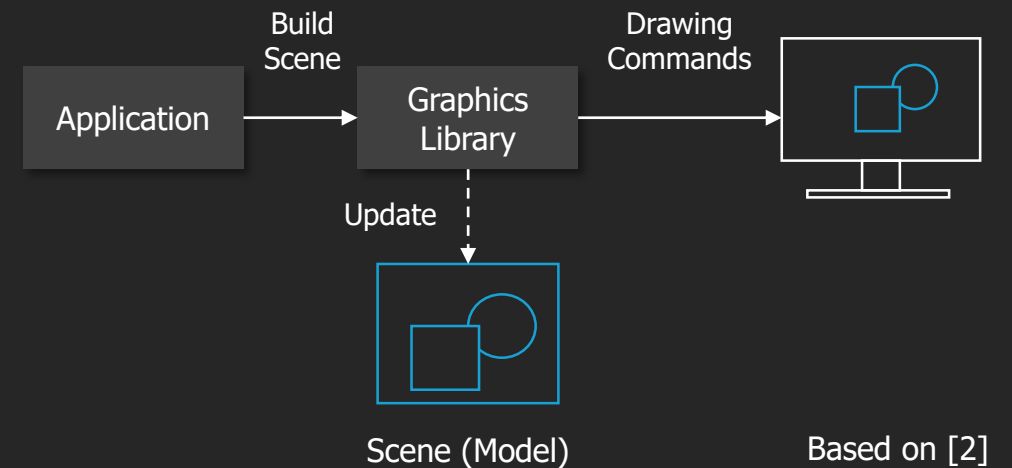 Build
Scene
Drawing
Commands
Application
Graphics
Library
Update
Scene (Model)
Based on [2]